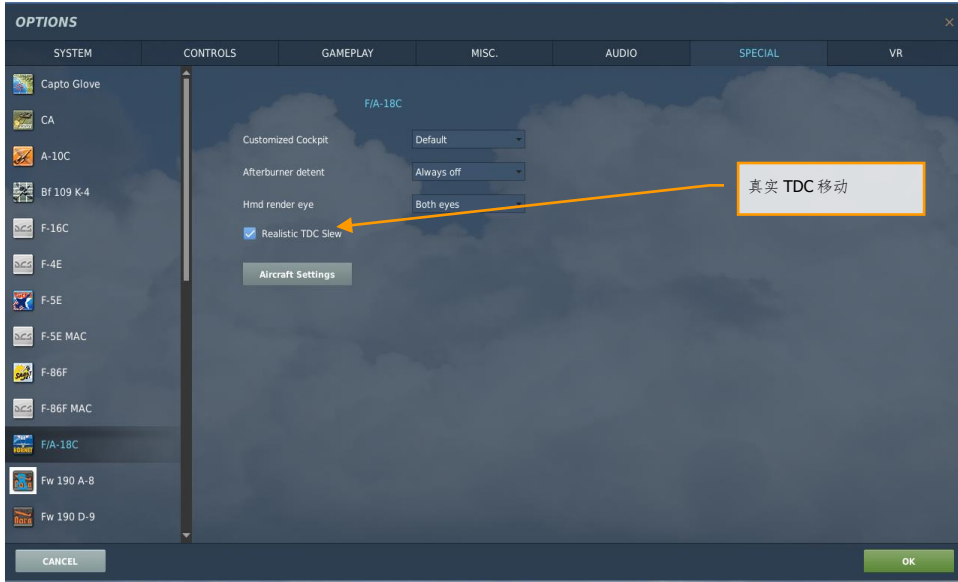 OPTIONS
SYSTEM CONTROLS GAMEPLAY MISC. AUDIO SPECIAL VR
Capto Glove
CA
A-10C
Bf 109 K-4
F-16C
F-4E
F-5E
F-5E MAC
F-86F
F-86F MAC
F/A-18C
Fw 190 A-8
Fw 190 D-9
F/A-18C
Customized Cockpit Default
Afterburner detent Always off
Hmd render eye Both eyes
Realistic TDC Slew
Aircraft Settings
真实 TDC 移动
CANCEL OK